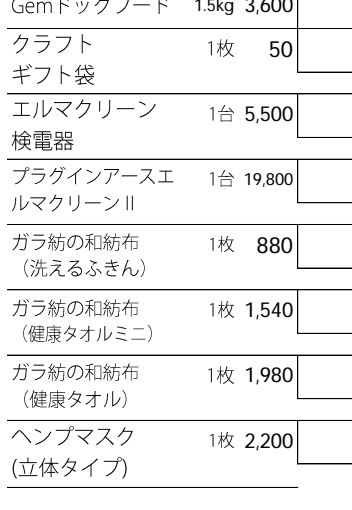 Gemドッグフード 1.5kg 3,600
クラフト 1枚 50
ギフト袋
エルマクリーン 1台 5,500
検電器
プラグインアースエ 1台 19,800
ルマクリーンⅡ
ガラ紡の和紡布 1枚 880
（洗えるふきん）
ガラ紡の和紡布 1枚 1,540
（健康タオルミニ）
ガラ紡の和紡布 1枚 1,980
（健康タオル）
ヘンプマスク 1枚 2,200
(立体タイプ)